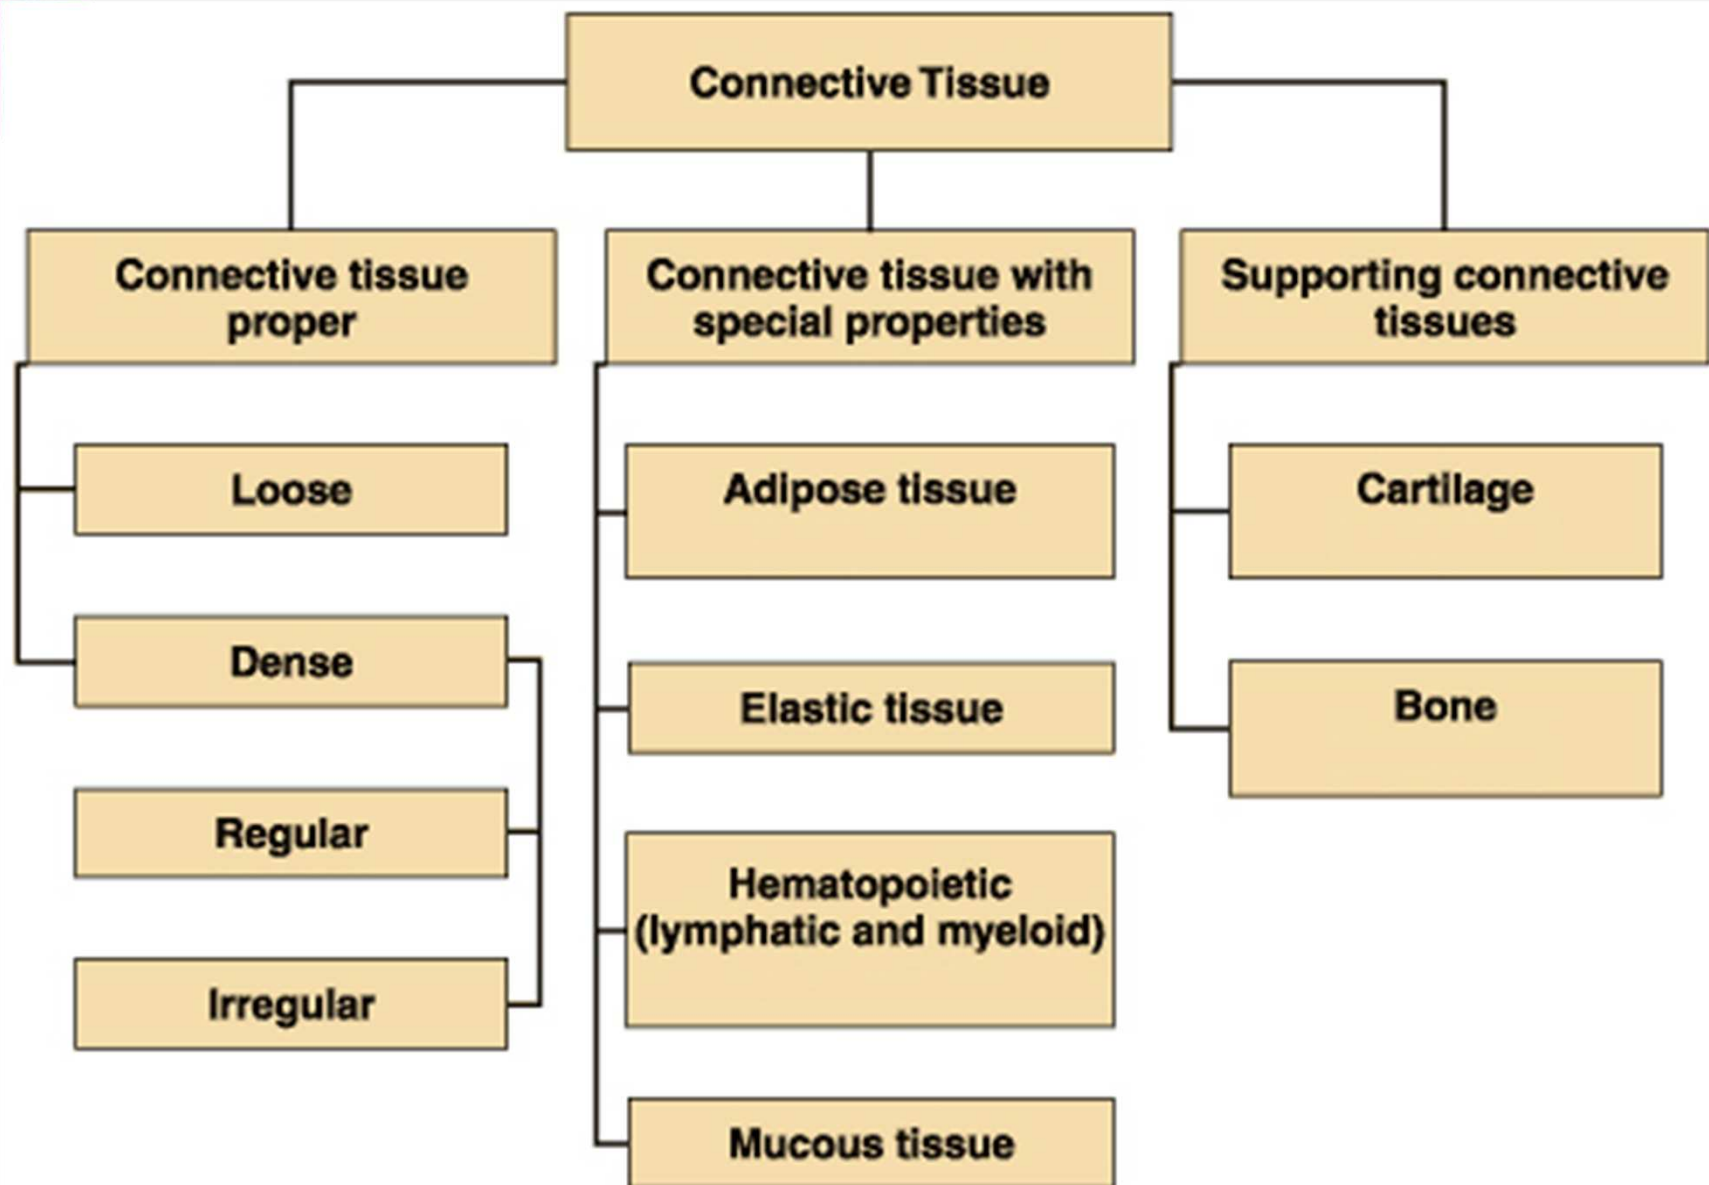 Connective Tissue
Connective tissue
proper
Connective tissue with
special properties
Supporting connective
tissues
Loose
Dense
Regular
Irregular
Adipose tissue
Elastic tissue
Hematopoietic
(lymphatic and myeloid)
Mucous tissue
Cartilage
Bone